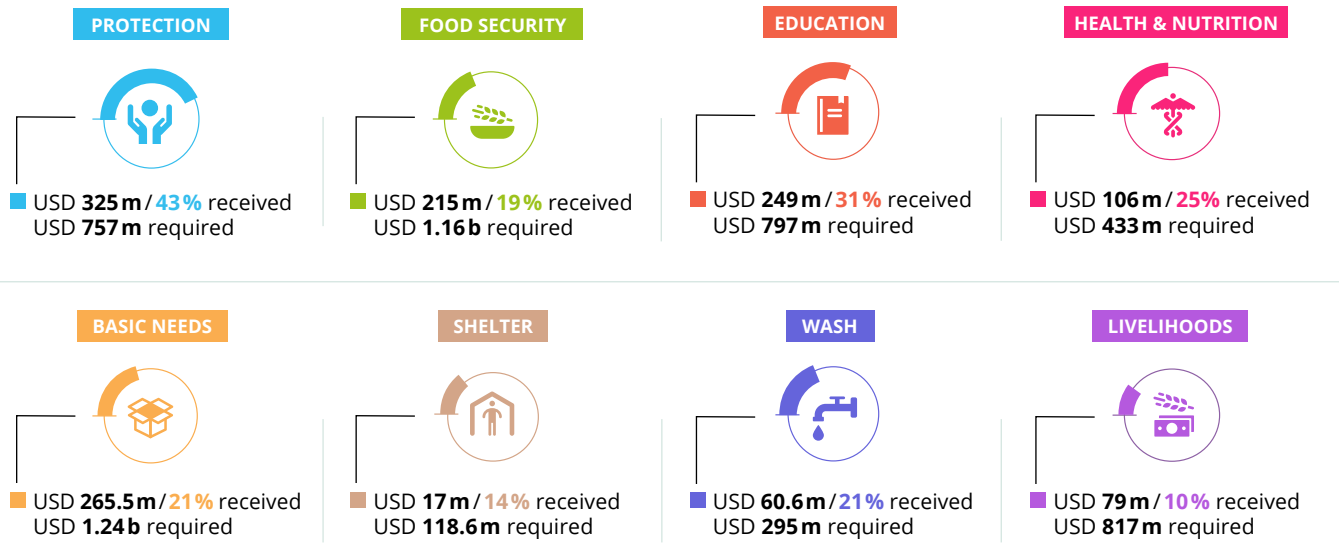 PROTECTION
USD 325 m / 43 % received
USD 757 m required
FOOD SECURITY
USD 215 m / 19 % received
USD 1.16 b required
EDUCATION
USD 249 m / 31 % received
USD 797 m required
HEALTH & NUTRITION
USD 106 m / 25% received
USD 433 m required
BASIC NEEDS
USD 265.5 m / 21 % received
USD 1.24 b required
SHELTER
USD 17 m / 14 % received
USD 118.6 m required
WASH
USD 60.6 m / 21 % received
USD 295 m required
LIVELIHOODS
USD 79 m / 10 % received
USD 817 m required